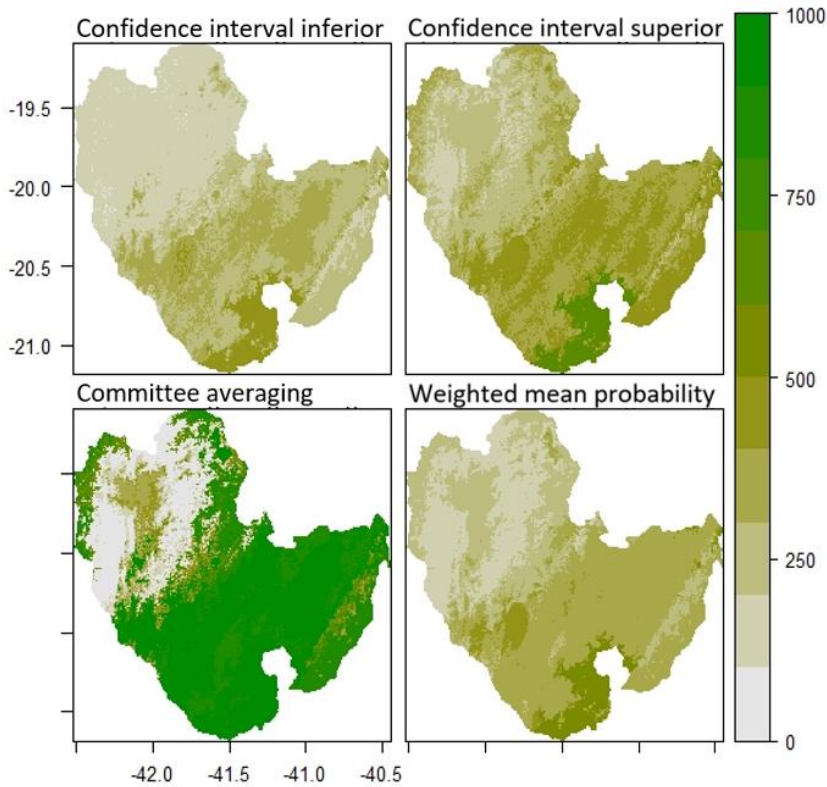 Confidence interval inferior
Confidence interval superior
1000
-19.5
750
-20.0
-20.5
-21.0
500
Committee averaging
Weighted mean probability
250
0
-42.0 -41.5 -41.0 -40.5